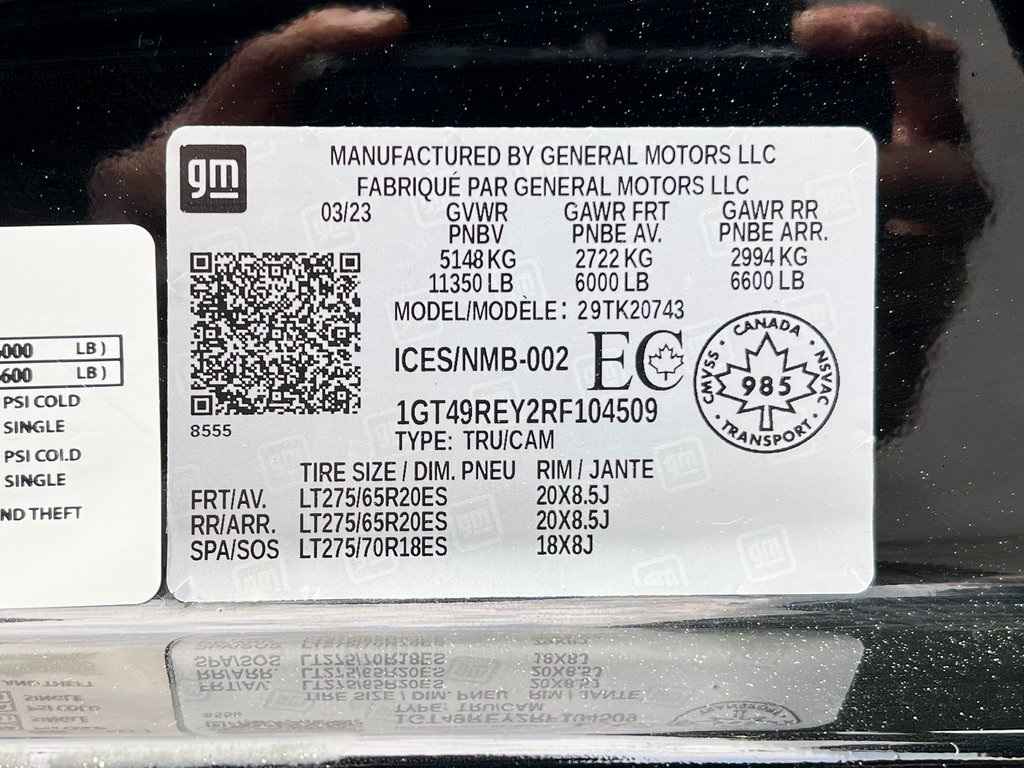 gm
MANUFACTURED BY GENERAL MOTORS LLC
FABRIQUÉ PAR GENERAL MOTORS LLC
03/23 GVWR GAWR FRT GAWR RR
PNBV PNBE AV. PNBE ARR.
5148 KG 2722 KG 2994 KG
11350 LB 6000 LB 6600 LB
MODEL/MODÈLE: 29TK20743
ICES/NMB-002 EC
CANADA
CMVSS 985 NSVAC
TRANSPORT
1GT49REY2RF104509
8555
TYPE: TRU/CAM
TIRE SIZE / DIM. PNEU RIM / JANTE
FRT/AV. LT275/65R20ES 20X8.5J
RR/ARR. LT275/65R20ES 20X8.5J
SPA/SOS LT275/70R18ES 18X8J
LB )
LB )
PSI COLD
SINGLE
PSI COLD
SINGLE
THEFT